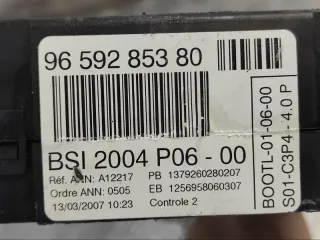 96 592 853 80
BSI 2004 P06 - 00
Réf. ANN: A12217 PB 1379260280207
Ordre ANN: 0505 EB 1256958060307
13/03/2007 10:23 Controle 2
BOOTL-01-06-00
S01-C3P4 - 4.0 P